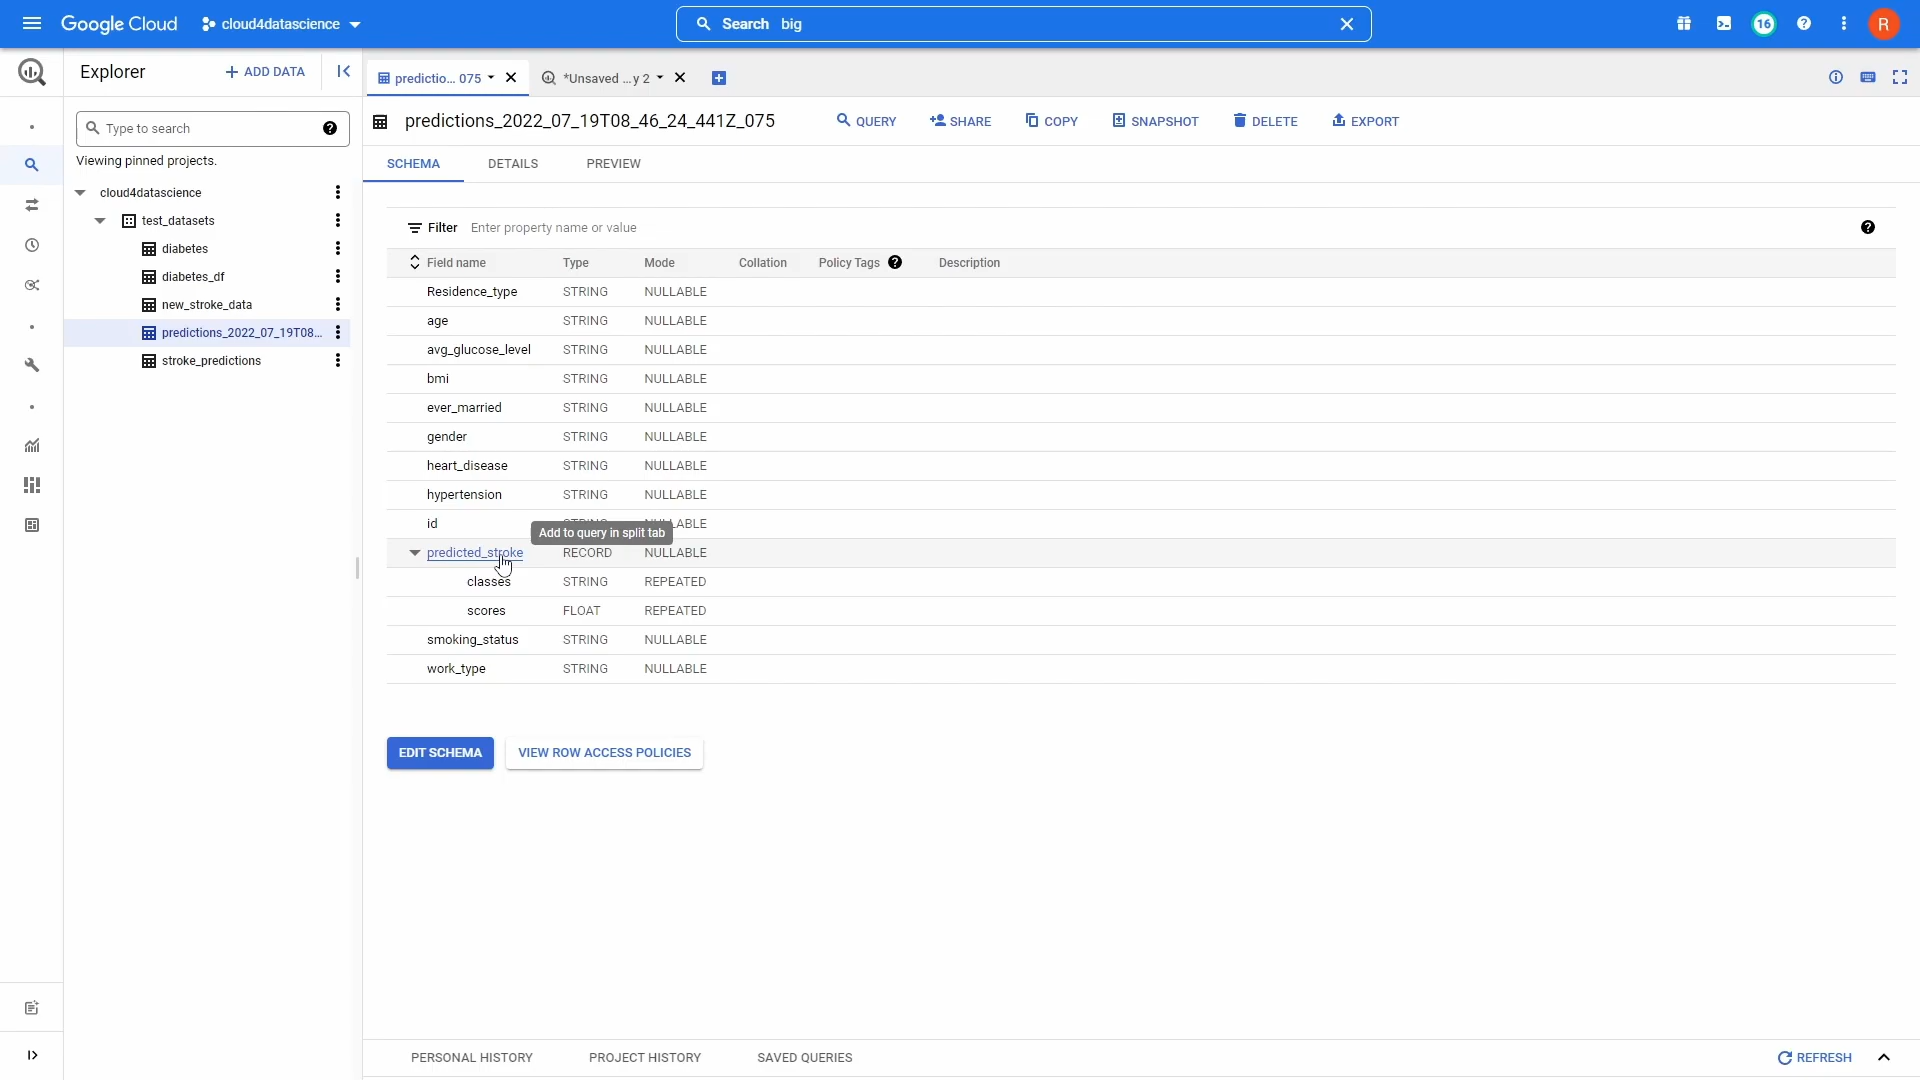 Google Cloud cloud4datascience Search big 16 R
Explorer + ADD DATA predictio... 075 *Unsaved ...y 2
Type to search
Viewing pinned projects.
cloud4datascience
test_datasets
diabetes
diabetes_df
new_stroke_data
predictions_2022_07_19T08...
stroke_predictions
predictions_2022_07_19T08_46_24_441Z_075 QUERY SHARE COPY SNAPSHOT DELETE EXPORT
SCHEMA DETAILS PREVIEW
Filter Enter property name or value
Field name Type Mode Collation Policy Tags Description
Residence_type STRING NULLABLE
age STRING NULLABLE
avg_glucose_level STRING NULLABLE
bmi STRING NULLABLE
ever_married STRING NULLABLE
gender STRING NULLABLE
heart_disease STRING NULLABLE
hypertension STRING NULLABLE
id STRING NULLABLE
Add to query in split tab
predicted_stroke RECORD NULLABLE
classes STRING REPEATED
scores FLOAT REPEATED
smoking_status STRING NULLABLE
work_type STRING NULLABLE
EDIT SCHEMA VIEW ROW ACCESS POLICIES
PERSONAL HISTORY PROJECT HISTORY SAVED QUERIES REFRESH